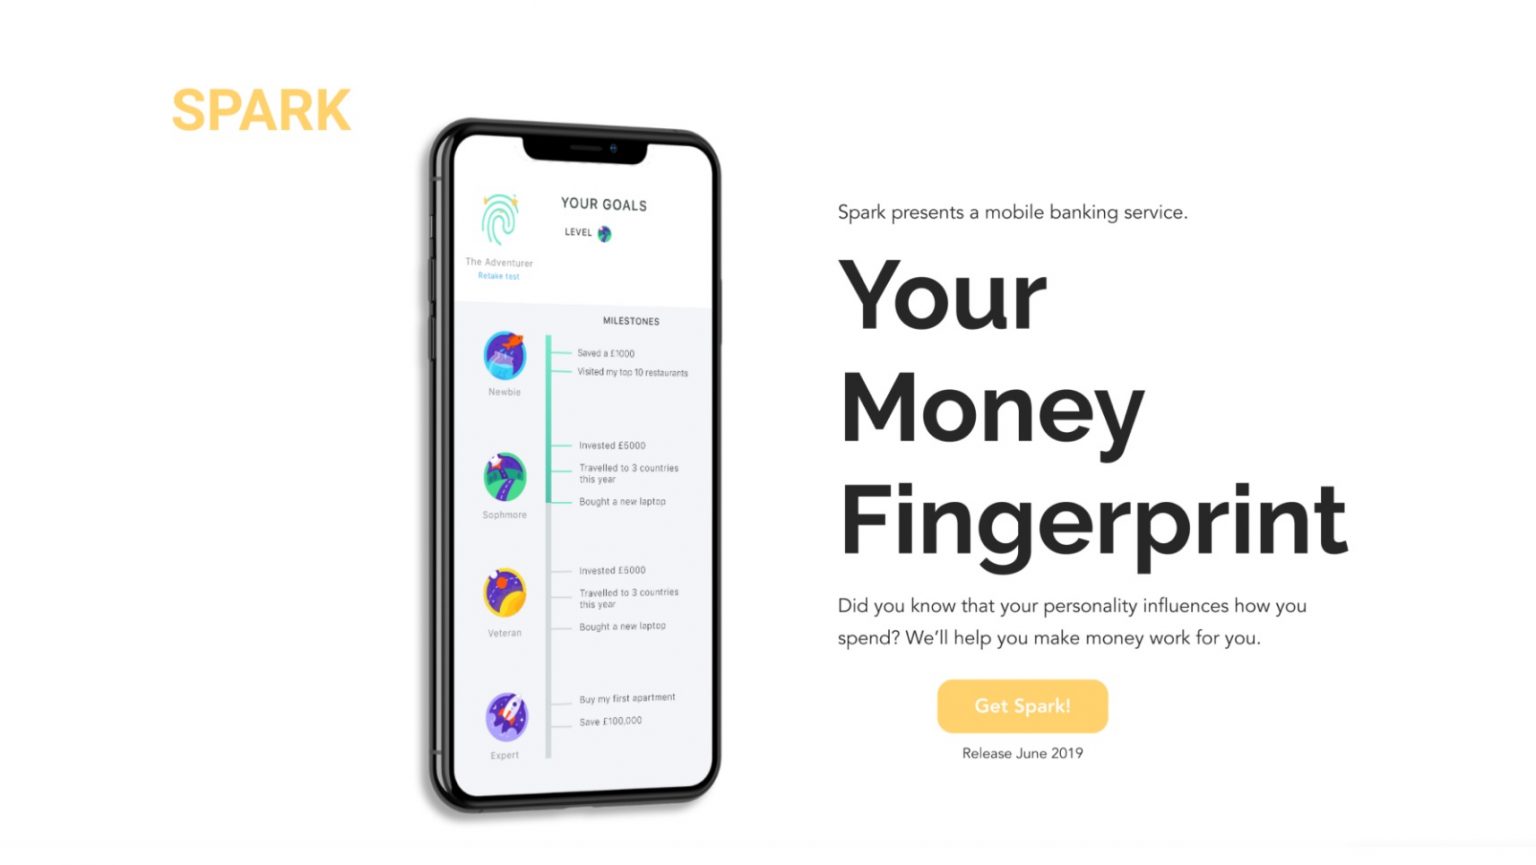 SPARK
YOUR GOALS
LEVEL
The Adventurer
Retake test
MILESTONES
Saved a £1000
Visited my top 10 restaurants
Newbie
Invested £5000
Travelled to 3 countries
this year
Bought a new laptop
Sophmore
Invested £5000
Travelled to 3 countries
this year
Bought a new laptop
Veteran
Buy my first apartment
Save £100,000
Expert
Spark presents a mobile banking service.
Your
Money
Fingerprint
Did you know that your personality influences how you
spend? We’ll help you make money work for you.
Get Spark!
Release June 2019